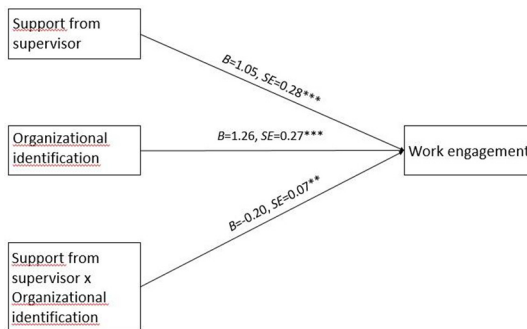 Support from
supervisor
B=1.05, SE=0.28***
Organizational
identification
B=1.26, SE=0.27***
Work engagement
B=-0.20, SE=0.07**
Support from
supervisor x
Organizational
identification